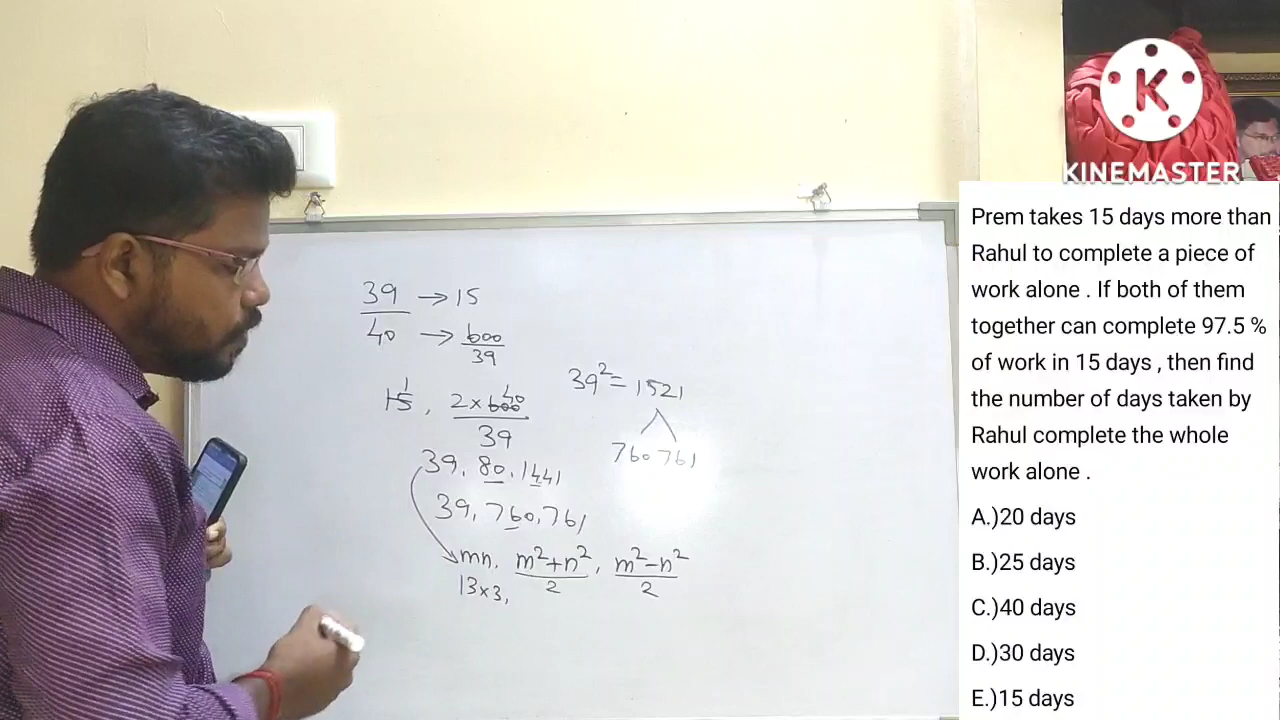 39 → 15
40 → 600
39
15, 2 × 600 40
39
39² = 1521
760 761
39, 80, 1441
39, 760, 761
mn, m²+n², m²-n²
2 2
13×3,
KINEMASTER
Prem takes 15 days more than
Rahul to complete a piece of
work alone . If both of them
together can complete 97.5 %
of work in 15 days , then find
the number of days taken by
Rahul complete the whole
work alone .
A.)20 days
B.)25 days
C.)40 days
D.)30 days
E.)15 days